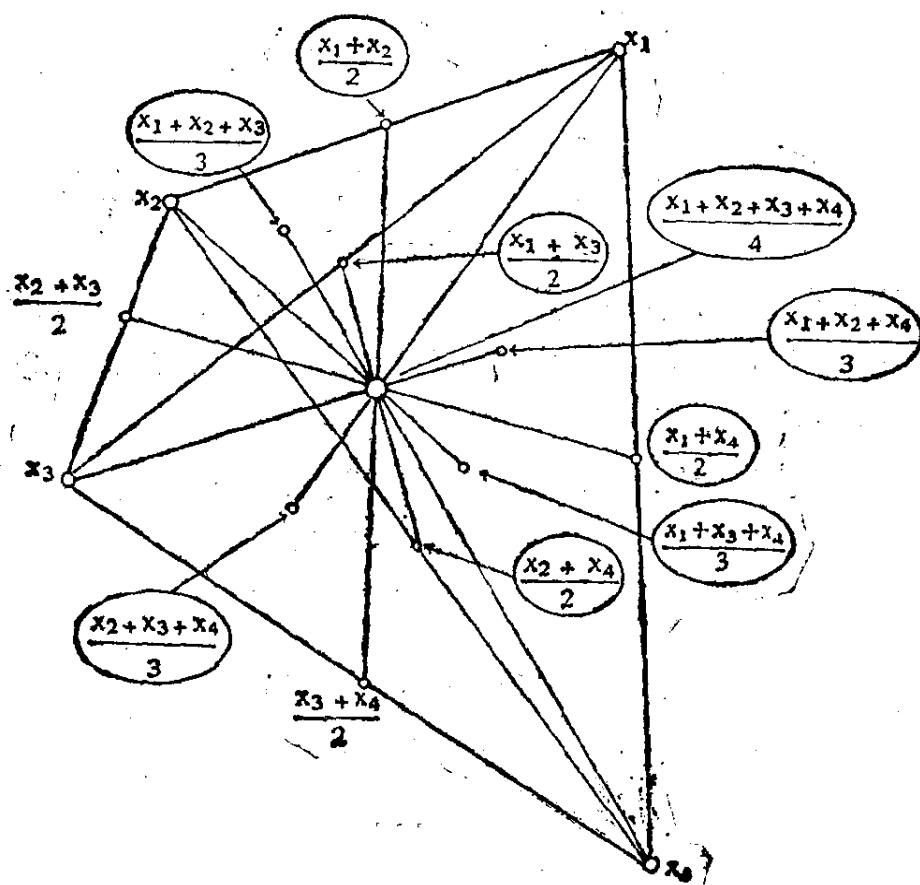 x1
x1 + x2
2
x1 + x2 + x3
3
x2
x1 + x2 + x3 + x4
4
x1 + x3
2
x2 + x3
2
x1 + x2 + x4
3
x1 + x4
2
x3
x1 + x3 + x4
3
x2 + x4
2
x2 + x3 + x4
3
x3 + x4
2
x4